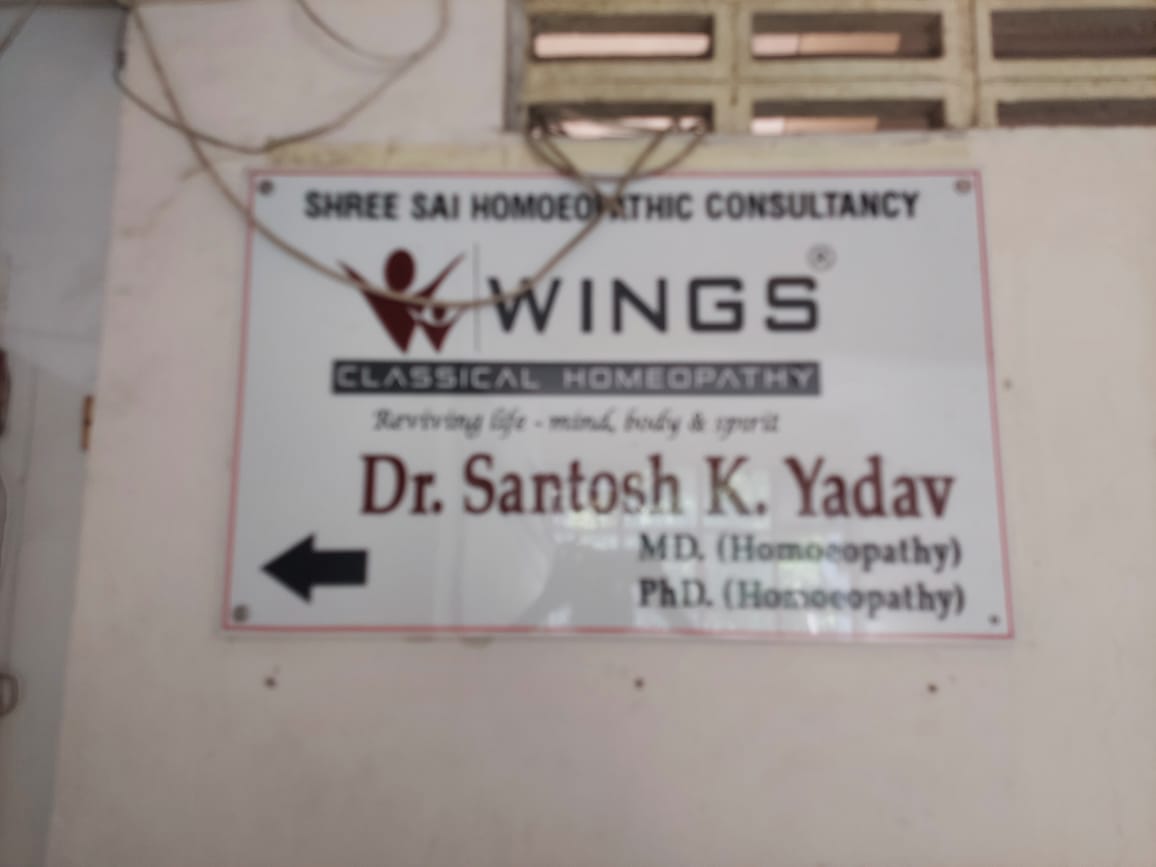 SHREE SAI HOMOEOPATHIC CONSULTANCY
WINGS®
CLASSICAL HOMEOPATHY
Reviving life - mind, body & spirit
Dr. Santosh K. Yadav
MD. (Homoeopathy)
PhD. (Homoeopathy)